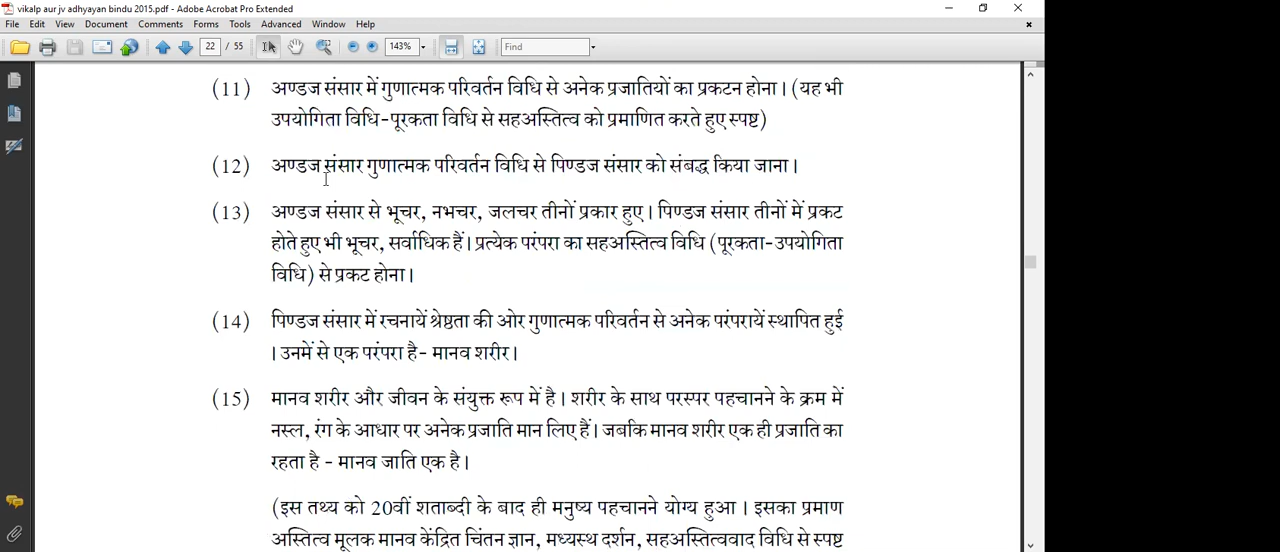 vikalp aur jv adhyayan bindu 2015.pdf - Adobe Acrobat Pro Extended
File Edit View Document Comments Forms Tools Advanced Window Help
22 / 55 143% Find
(11) अण्डज संसार में गुणात्मक परिवर्तन विधि से अनेक प्रजातियों का प्रकटन होना। (यह भी
उपयोगिता विधि-पूरकता विधि से सहअस्तित्व को प्रमाणित करते हुए स्पष्ट)
(12) अण्डज संसार गुणात्मक परिवर्तन विधि से पिण्डज संसार को संबद्ध किया जाना।
(13) अण्डज संसार से भूचर, नभचर, जलचर तीनों प्रकार हुए। पिण्डज संसार तीनों में प्रकट
होते हुए भी भूचर, सर्वाधिक हैं। प्रत्येक परंपरा का सहअस्तित्व विधि (पूरकता-उपयोगिता
विधि) से प्रकट होना।
(14) पिण्डज संसार में रचनायें श्रेष्ठता की ओर गुणात्मक परिवर्तन से अनेक परंपरायें स्थापित हुई
। उनमें से एक परंपरा है- मानव शरीर।
(15) मानव शरीर और जीवन के संयुक्त रूप में है। शरीर के साथ परस्पर पहचानने के क्रम में
नस्ल, रंग के आधार पर अनेक प्रजाति मान लिए हैं। जबकि मानव शरीर एक ही प्रजाति का
रहता है - मानव जाति एक है।
(इस तथ्य को 20वीं शताब्दी के बाद ही मनुष्य पहचानने योग्य हुआ । इसका प्रमाण
अस्तित्व मूलक मानव केंद्रित चिंतन ज्ञान, मध्यस्थ दर्शन, सहअस्तित्ववाद विधि से स्पष्ट